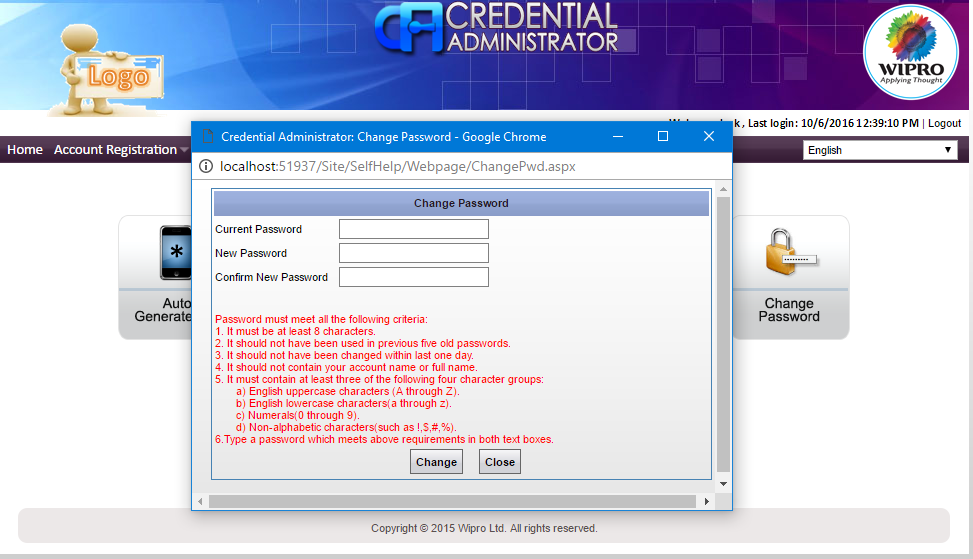 CREDENTIAL
ADMINISTRATOR
Logo
WIPRO
Applying Thought
, Last login: 10/6/2016 12:39:10 PM | Logout
Home Account Registration
English
Credential Administrator: Change Password - Google Chrome
localhost:51937/Site/SelfHelp/Webpage/ChangePwd.aspx
Change Password
Current Password
New Password
Confirm New Password
Password must meet all the following criteria:
1. It must be at least 8 characters.
2. It should not have been used in previous five old passwords.
3. It should not have been changed within last one day.
4. It should not contain your account name or full name.
5. It must contain at least three of the following four character groups:
a) English uppercase characters (A through Z).
b) English lowercase characters(a through z).
c) Numerals(0 through 9).
d) Non-alphabetic characters(such as !,$,#,%).
6.Type a password which meets above requirements in both text boxes.
Change Close
*
Auto
Generate
Change
Password
Copyright © 2015 Wipro Ltd. All rights reserved.